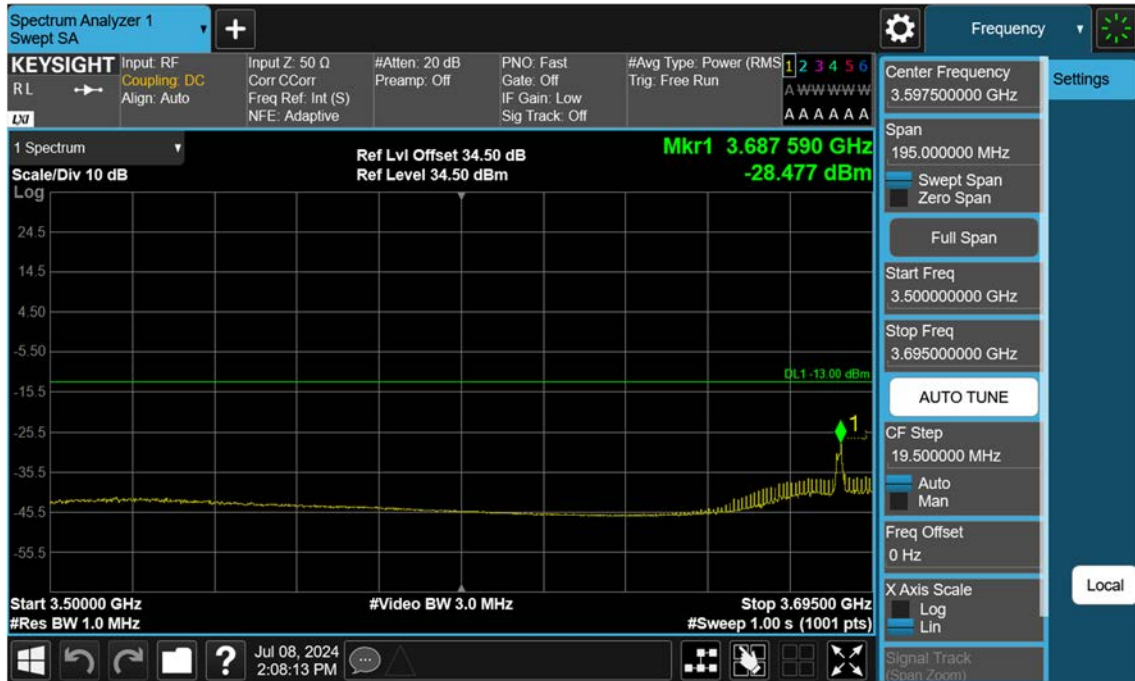 Spectrum Analyzer 1
Swept SA
Frequency
KEYSIGHT
RL
LXI
Input: RF
Coupling: DC
Align: Auto
Input Z: 50 Ω
Corr CCorr
Freq Ref: Int (S)
NFE: Adaptive
#Atten: 20 dB
Preamp: Off
PNO: Fast
Gate: Off
IF Gain: Low
Sig Track: Off
#Avg Type: Power (RMS
Trig: Free Run
1 2 3 4 5 6
A W W W W W
A A A A A A
1 Spectrum
Scale/Div 10 dB
Ref Lvl Offset 34.50 dB
Ref Level 34.50 dBm
Mkr1 3.687 590 GHz
-28.477 dBm
Log
24.5
14.5
4.50
-5.50
-15.5
-25.5
-35.5
-45.5
-55.5
DL1 -13.00 dBm
1
Start 3.50000 GHz
#Res BW 1.0 MHz
#Video BW 3.0 MHz
Stop 3.69500 GHz
#Sweep 1.00 s (1001 pts)
Center Frequency
3.597500000 GHz
Span
195.000000 MHz
Swept Span
Zero Span
Full Span
Start Freq
3.500000000 GHz
Stop Freq
3.695000000 GHz
AUTO TUNE
CF Step
19.500000 MHz
Auto
Man
Freq Offset
0 Hz
X Axis Scale
Log
Lin
Signal Track
(Span Zoom)
Settings
Local
?
Jul 08, 2024
2:08:13 PM